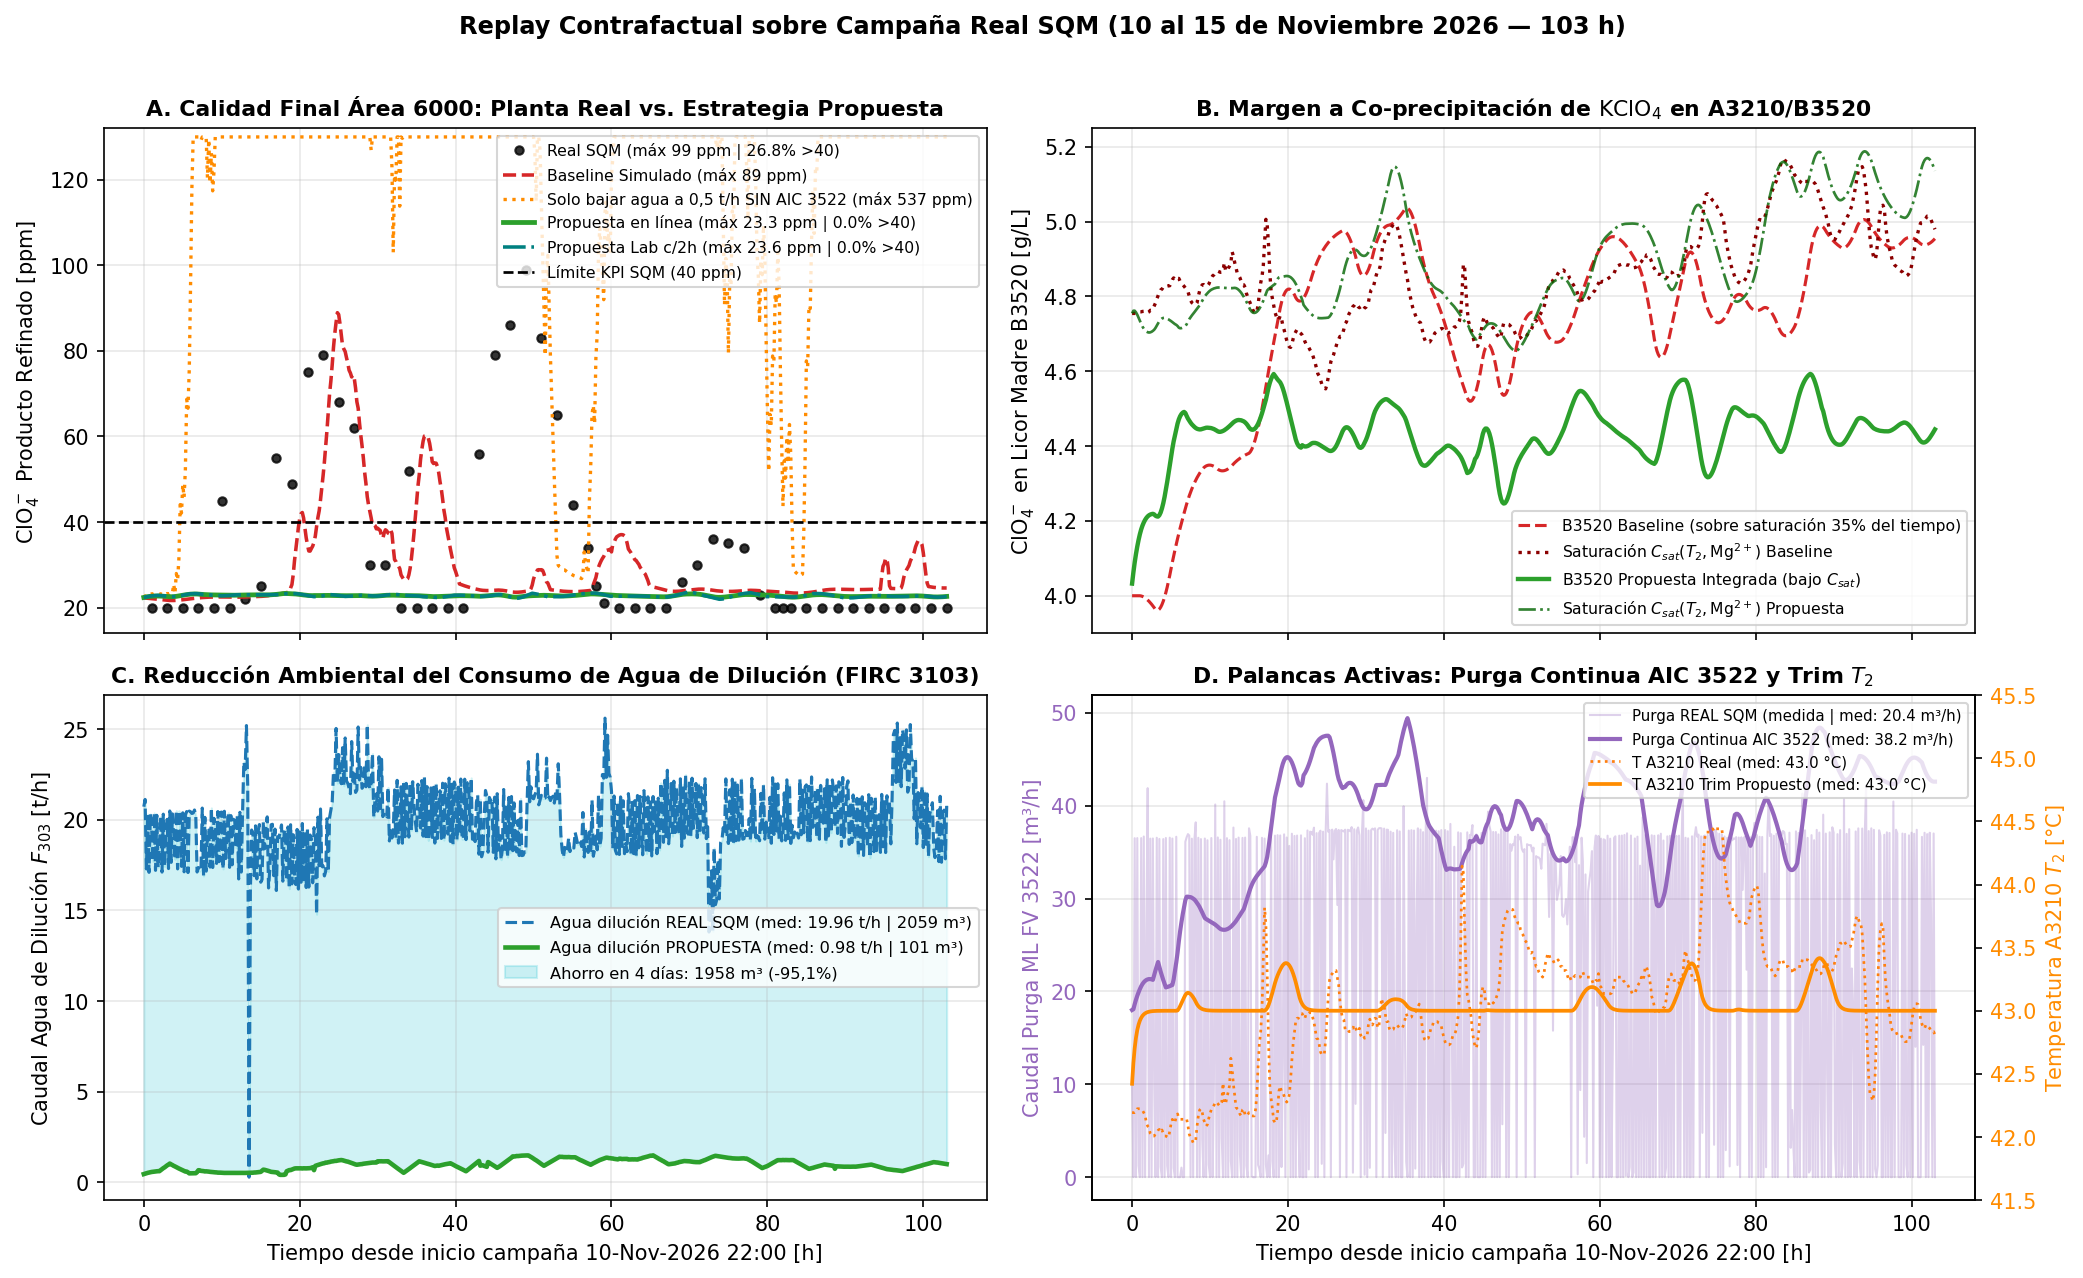 Replay Contrafactual sobre Campaña Real SQM (10 al 15 de Noviembre 2026 — 103 h)
A. Calidad Final Área 6000: Planta Real vs. Estrategia Propuesta
ClO₄⁻ Producto Refinado [ppm]
120
100
80
60
40
20
Real SQM (máx 99 ppm | 26.8% >40)
Baseline Simulado (máx 89 ppm)
Solo bajar agua a 0,5 t/h SIN AIC 3522 (máx 537 ppm)
Propuesta en línea (máx 23.3 ppm | 0.0% >40)
Propuesta Lab c/2h (máx 23.6 ppm | 0.0% >40)
Límite KPI SQM (40 ppm)
B. Margen a Co-precipitación de KClO₄ en A3210/B3520
ClO₄⁻ en Licor Madre B3520 [g/L]
5.2
5.0
4.8
4.6
4.4
4.2
4.0
B3520 Baseline (sobre saturación 35% del tiempo)
Saturación C_sat(T₂, Mg²⁺) Baseline
B3520 Propuesta Integrada (bajo C_sat)
Saturación C_sat(T₂, Mg²⁺) Propuesta
C. Reducción Ambiental del Consumo de Agua de Dilución (FIRC 3103)
Caudal Agua de Dilución F₃₀₃ [t/h]
25
20
15
10
5
0
Agua dilución REAL SQM (med: 19.96 t/h | 2059 m³)
Agua dilución PROPUESTA (med: 0.98 t/h | 101 m³)
Ahorro en 4 días: 1958 m³ (-95,1%)
0 20 40 60 80 100
Tiempo desde inicio campaña 10-Nov-2026 22:00 [h]
D. Palancas Activas: Purga Continua AIC 3522 y Trim T₂
Caudal Purga ML FV 3522 [m³/h]
50
40
30
20
10
0
Purga REAL SQM (medida | med: 20.4 m³/h)
Purga Continua AIC 3522 (med: 38.2 m³/h)
T A3210 Real (med: 43.0 °C)
T A3210 Trim Propuesto (med: 43.0 °C)
45.5
45.0
44.5
44.0
43.5
43.0
42.5
42.0
41.5
Temperatura A3210 T₂ [°C]
0 20 40 60 80 100
Tiempo desde inicio campaña 10-Nov-2026 22:00 [h]